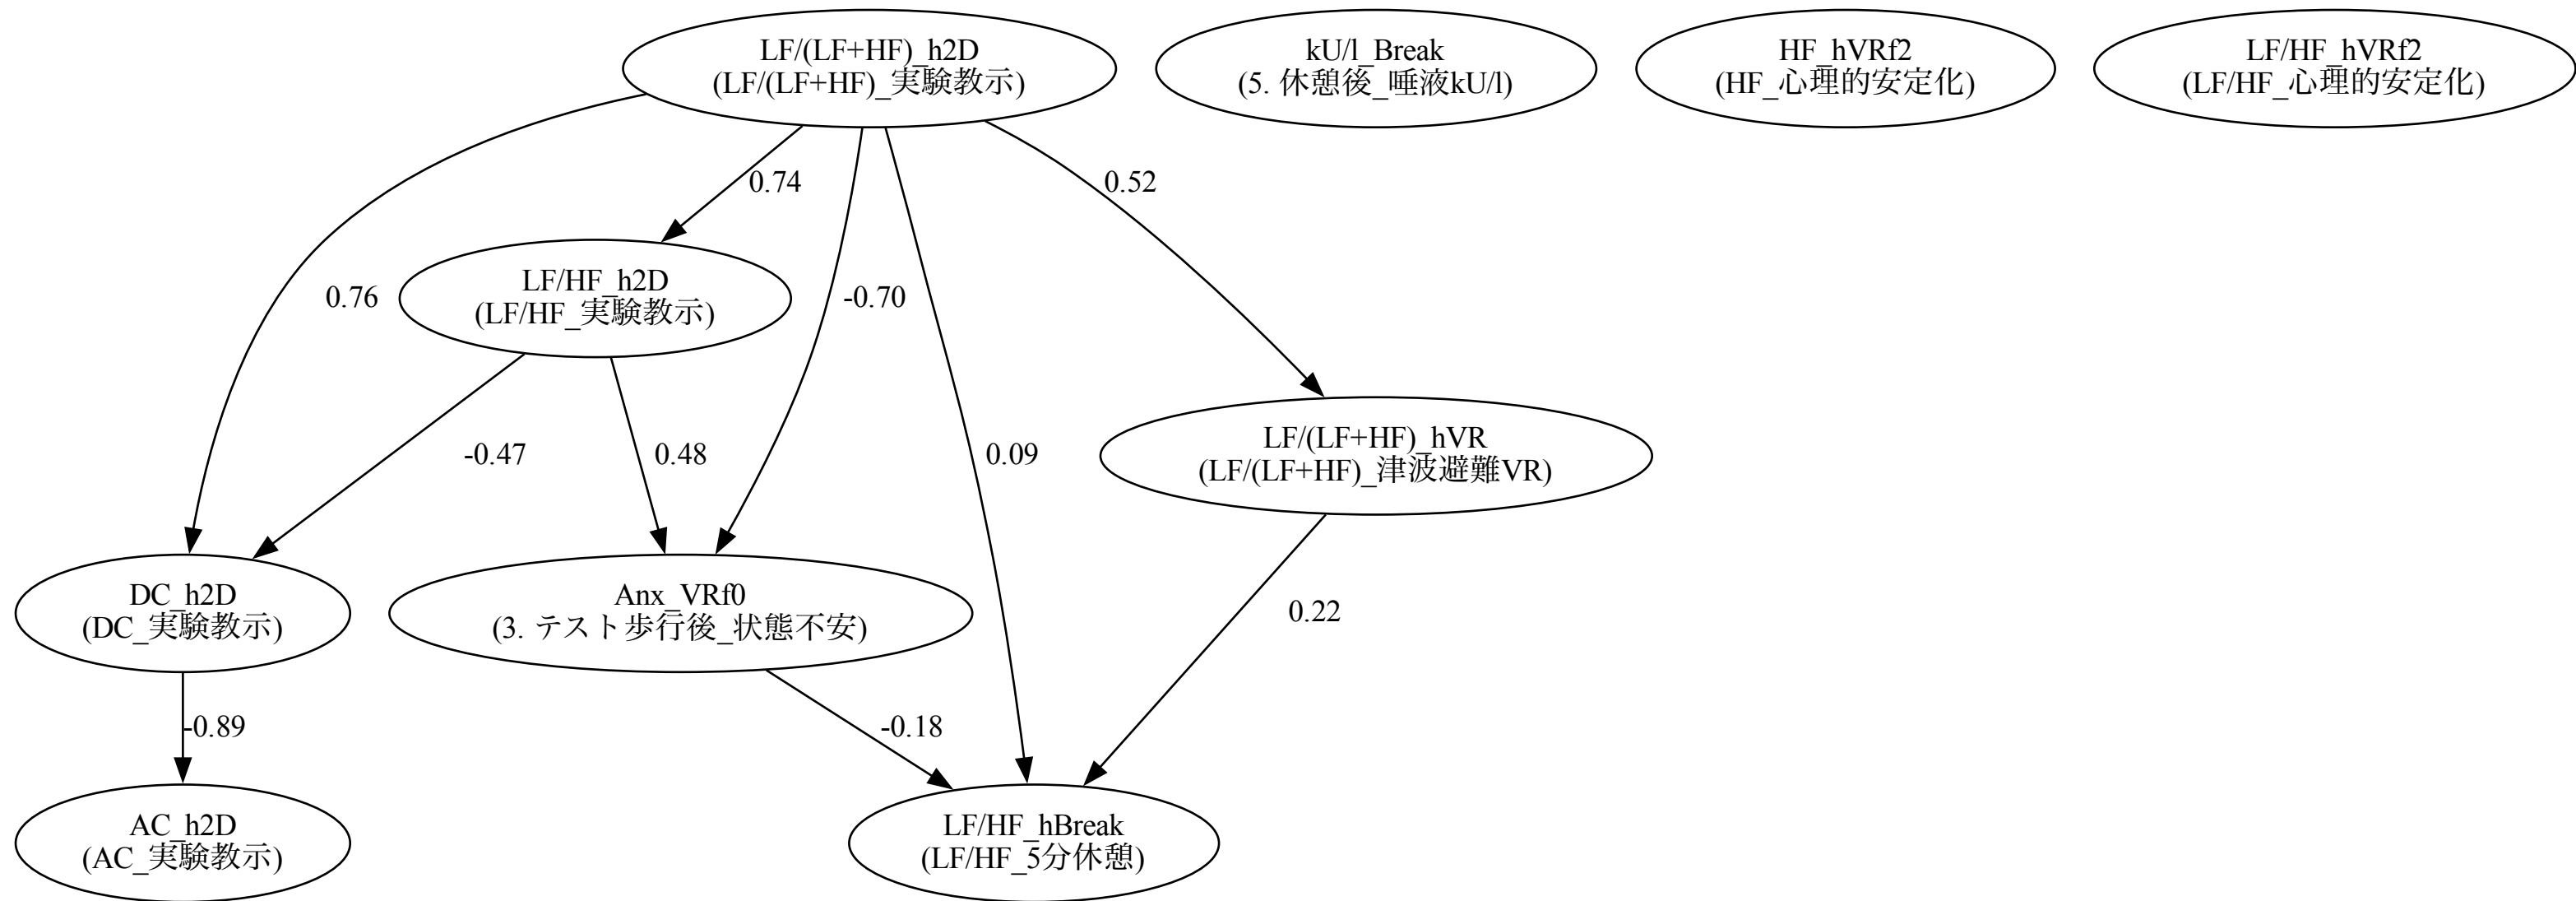 LF/(LF+HF)_h2D
(LF/(LF+HF)_実験教示)
kU/l_Break
(5. 休憩後_唾液kU/l)
HF_hVRf2
(HF_心理的安定化)
LF/HF_hVRf2
(LF/HF_心理的安定化)
0.74
0.52
LF/HF_h2D
(LF/HF_実験教示)
0.76
-0.70
LF/(LF+HF)_hVR
(LF/(LF+HF)_津波避難VR)
-0.47
0.48
0.09
DC_h2D
(DC_実験教示)
Anx_VRf0
(3. テスト歩行後_状態不安)
0.22
-0.89
-0.18
AC_h2D
(AC_実験教示)
LF/HF_hBreak
(LF/HF_5分休憩)